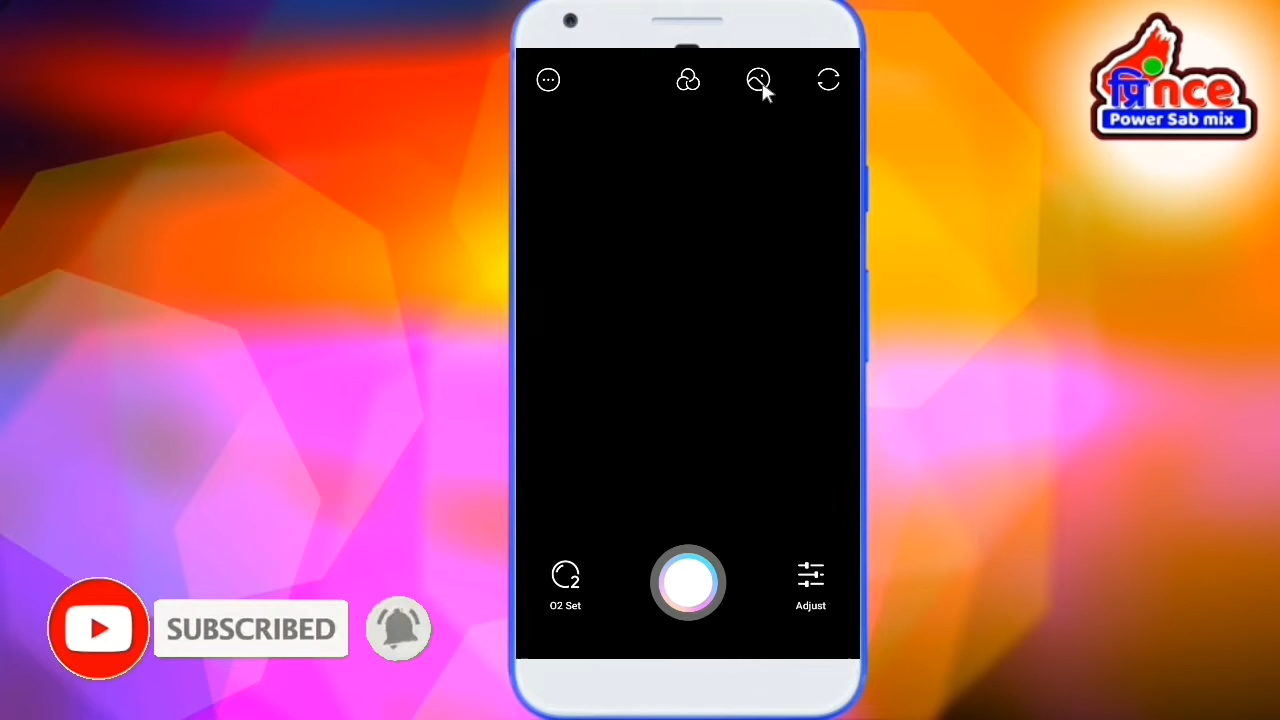 प्रिnce
Power Sab mix
O2 Set
Adjust
SUBSCRIBED